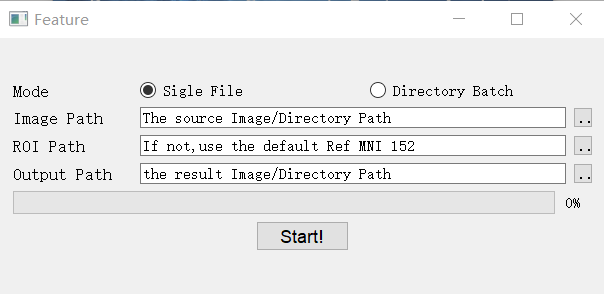 Feature
Mode Sigle File Directory Batch
Image Path The source Image/Directory Path ..
ROI Path If not,use the default Ref MNI 152 ..
Output Path the result Image/Directory Path ..
0%
Start!